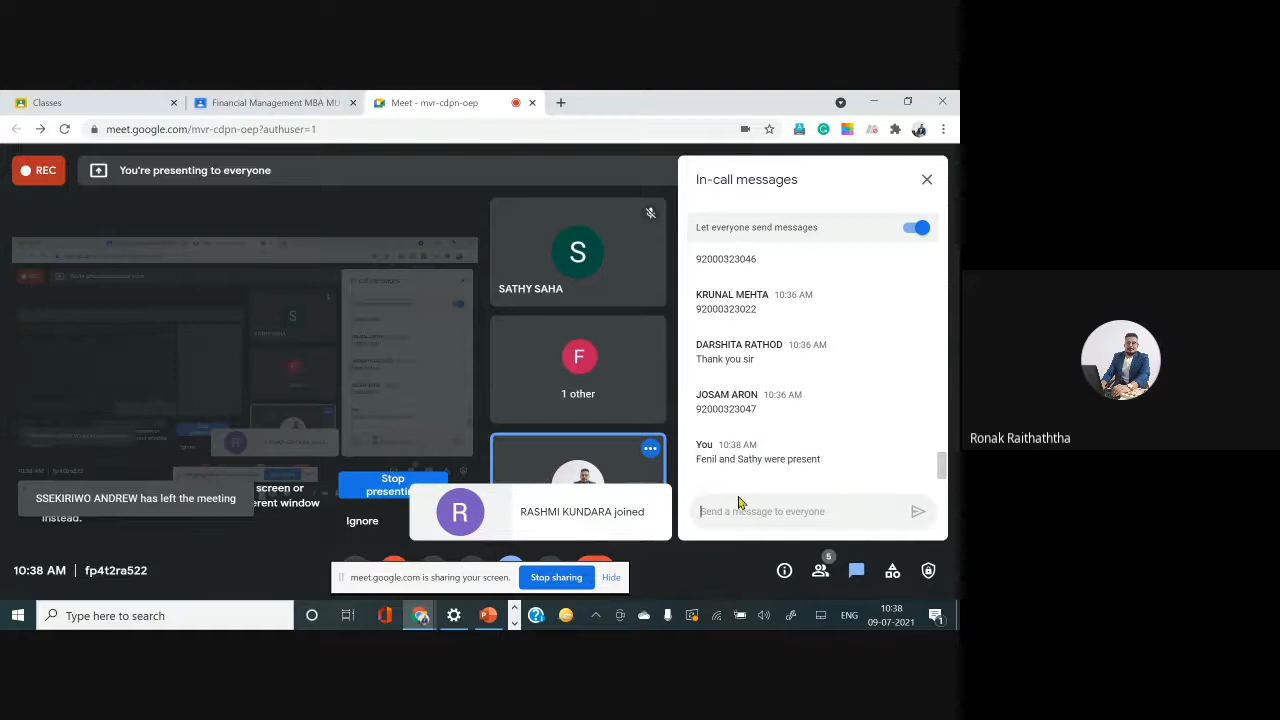 Classes
Financial Management MBA MU
Meet - mvr-cdpn-oep
meet.google.com/mvr-cdpn-oep?authuser=1
REC
You're presenting to everyone
In-call messages
Let everyone send messages
92000323046
KRUNAL MEHTA 10:36 AM
92000323022
DARSHITA RATHOD 10:36 AM
Thank you sir
JOSAM ARON 10:36 AM
92000323047
You 10:38 AM
Fenil and Sathy were present
Send a message to everyone
S
SATHY SAHA
F
1 other
SSEKIRIWO ANDREW has left the meeting
screen or
erent window
instead.
Stop
presenti
Ignore
R
RASHMI KUNDARA joined
10:38 AM | fp4t2ra522
meet.google.com is sharing your screen.
Stop sharing
Hide
5
Type here to search
ENG
10:38
09-07-2021
1
Ronak Raithaththa